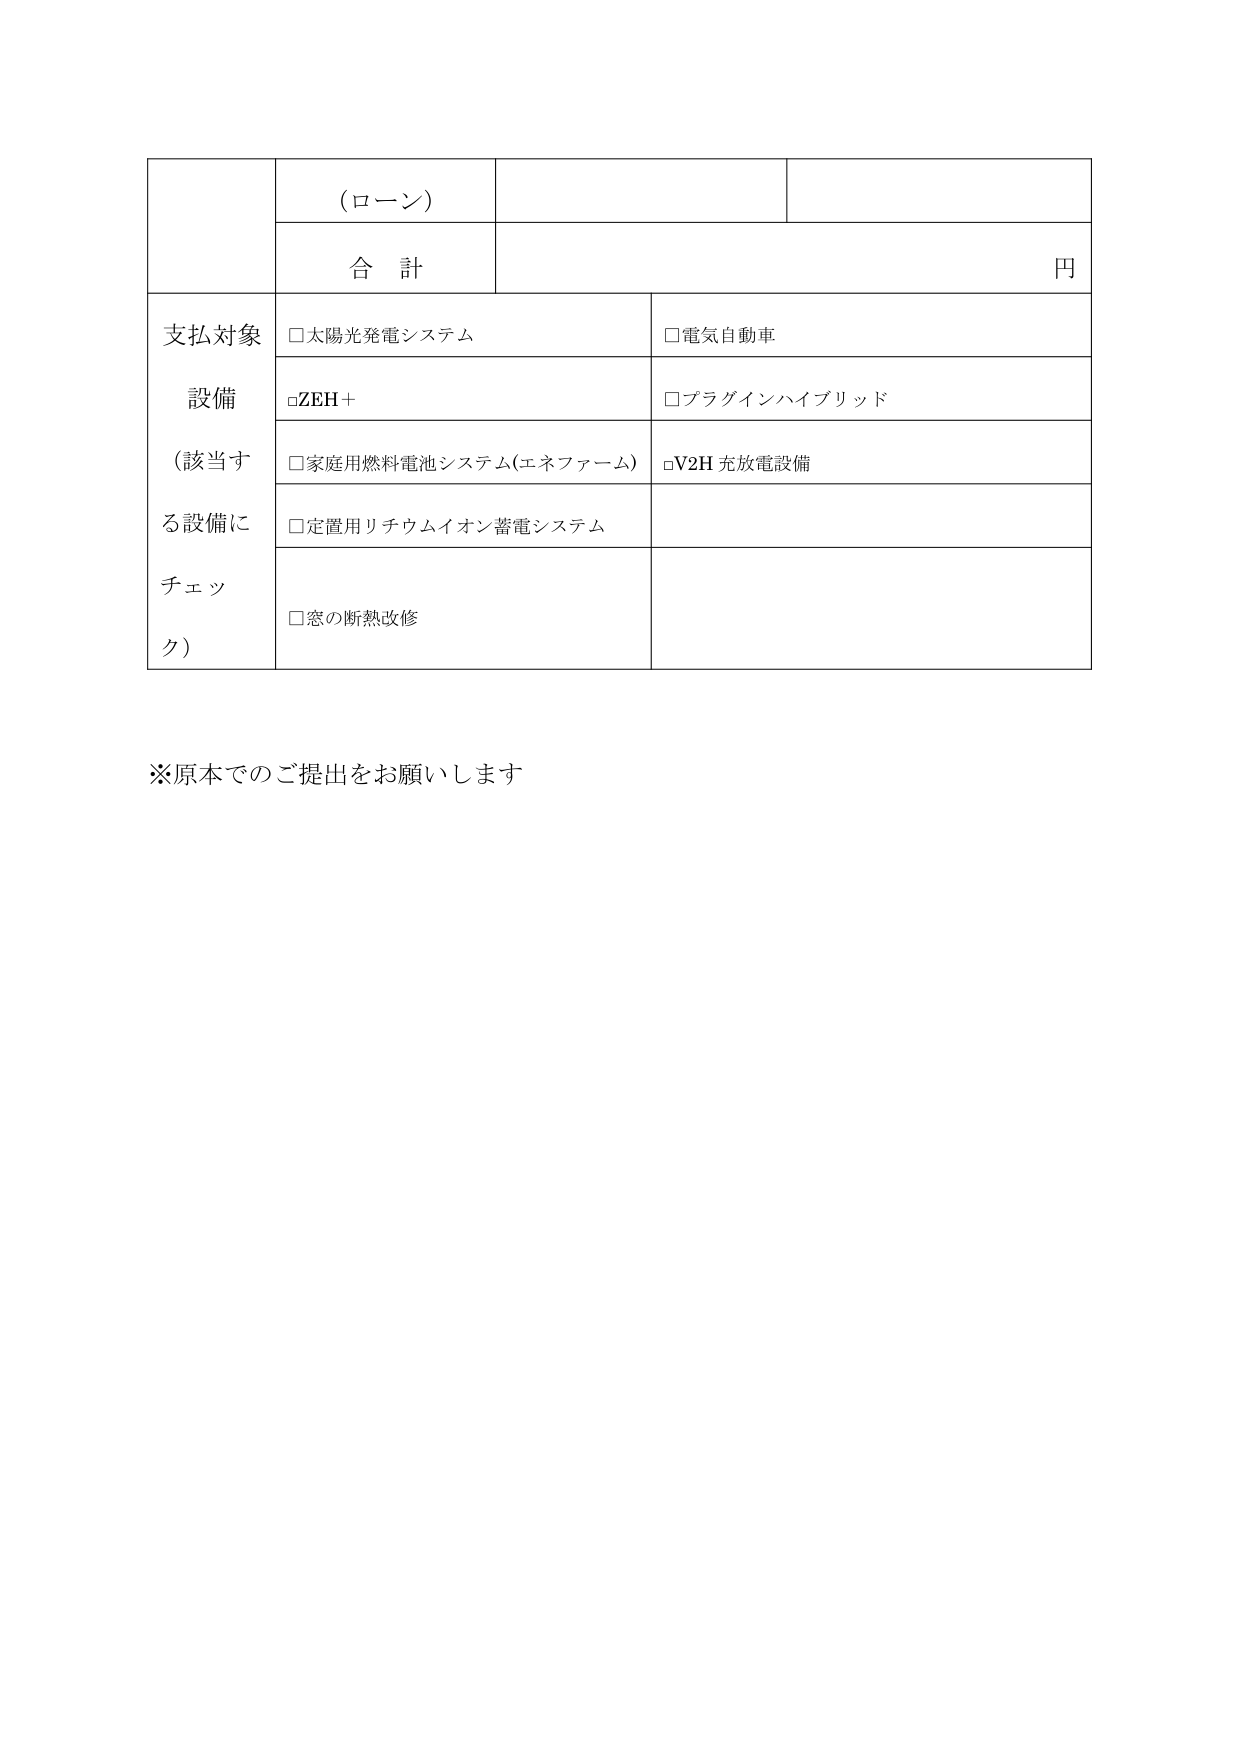 （ローン）
合　計
円
支払対象
設備
（該当す
る設備に
チェッ
ク）
□太陽光発電システム
□電気自動車
□ZEH＋
□プラグインハイブリッド
□家庭用燃料電池システム(エネファーム)
□V2H 充放電設備
□定置用リチウムイオン蓄電システム
□窓の断熱改修
※原本でのご提出をお願いします